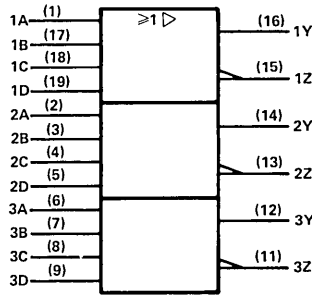 ≥1 ▷
1A (1)
1B (17)
1C (18)
1D (19)
2A (2)
2B (3)
2C (4)
2D (5)
3A (6)
3B (7)
3C (8)
3D (9)
(16) 1Y
(15) 1Z
(14) 2Y
(13) 2Z
(12) 3Y
(11) 3Z